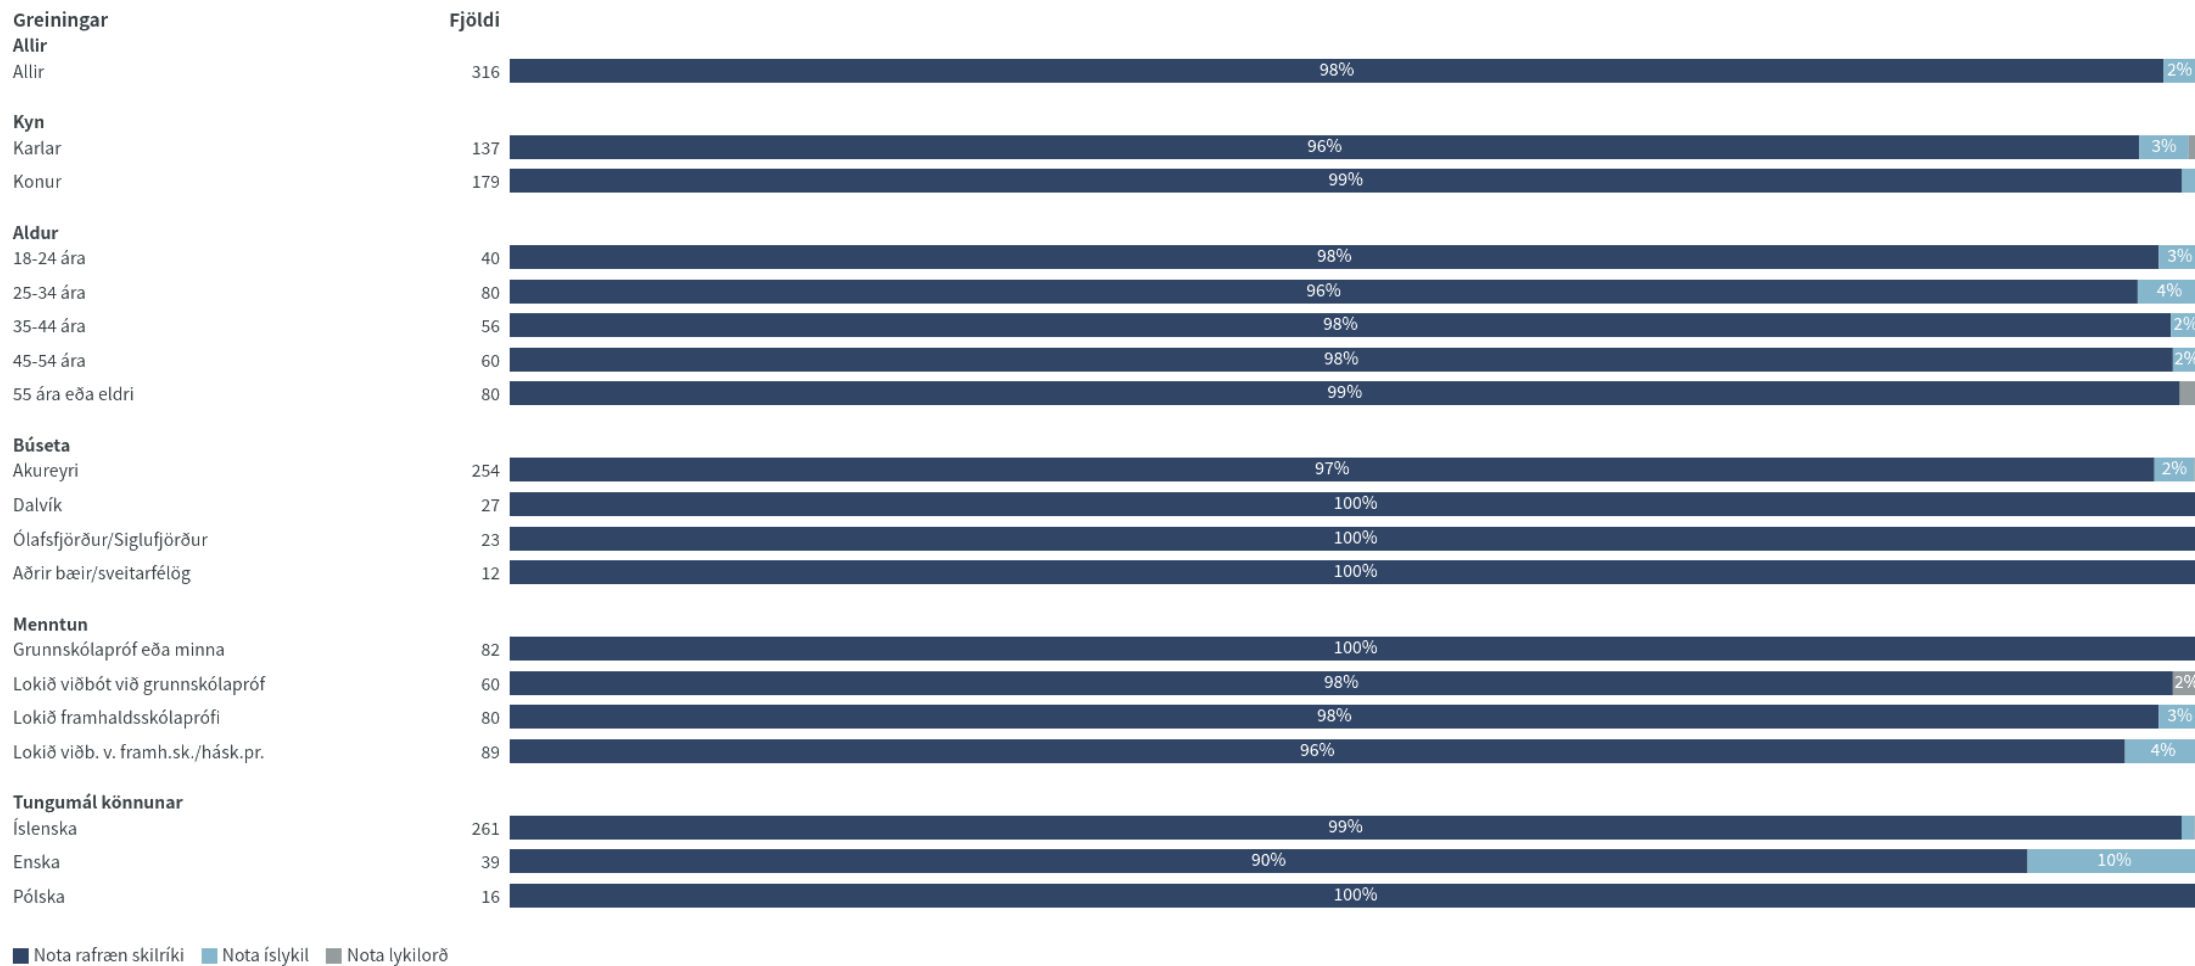 Greiningar Fjöldi
Allir
Allir 316 98% 2%
Kyn
Karlar 137 96% 3%
Konur 179 99%
Aldur
18-24 ára 40 98% 3%
25-34 ára 80 96% 4%
35-44 ára 56 98% 2%
45-54 ára 60 98% 2%
55 ára eða eldri 80 99%
Búseta
Akureyri 254 97% 2%
Dalvík 27 100%
Ólafsfjörður/Siglufjörður 23 100%
Aðrir bæir/sveitarfélög 12 100%
Menntun
Grunnskólapróf eða minna 82 100%
Lokið viðbót við grunnskólapróf 60 98% 2%
Lokið framhaldsskólaprófi 80 98% 3%
Lokið viðb. v. framh.sk./hásk.pr. 89 96% 4%
Tungumál könnunar
Íslenska 261 99%
Enska 39 90% 10%
Pólska 16 100%
Nota rafræn skilríki Nota íslykil Nota lykilorð